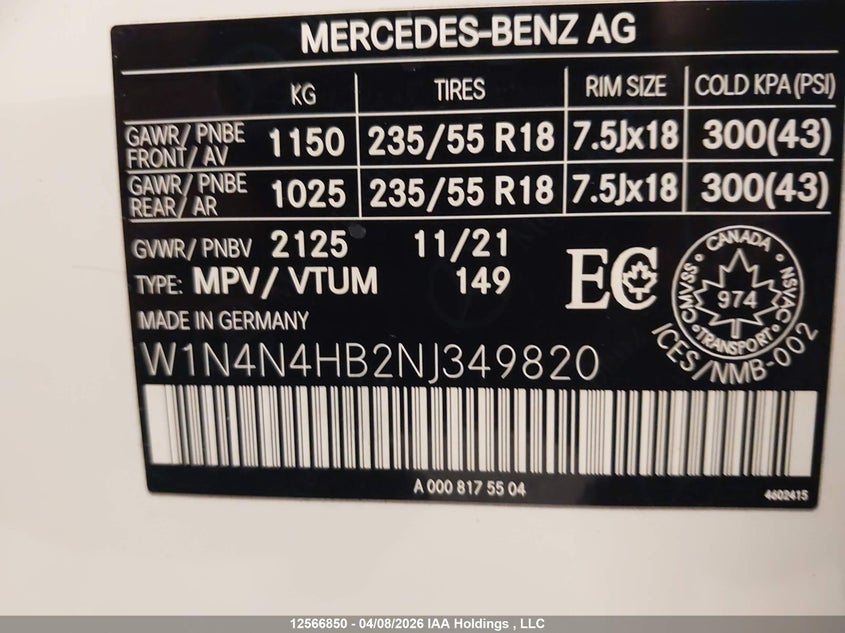 MERCEDES-BENZ AG
KG TIRES RIM SIZE COLD KPA (PSI)
GAWR/ PNBE FRONT/ AV 1150 235/55 R18 7.5Jx18 300(43)
GAWR/ PNBE REAR/ AR 1025 235/55 R18 7.5Jx18 300(43)
GVWR/ PNBV 2125 11/21
TYPE: MPV/ VTUM 149
EC
CANADA
CMVSS NSVAC
974
TRANSPORT
ICES/NMB-002
MADE IN GERMANY
W1N4N4HB2NJ349820
A 000 817 55 04
4602415
12566850 - 04/08/2026 IAA Holdings , LLC